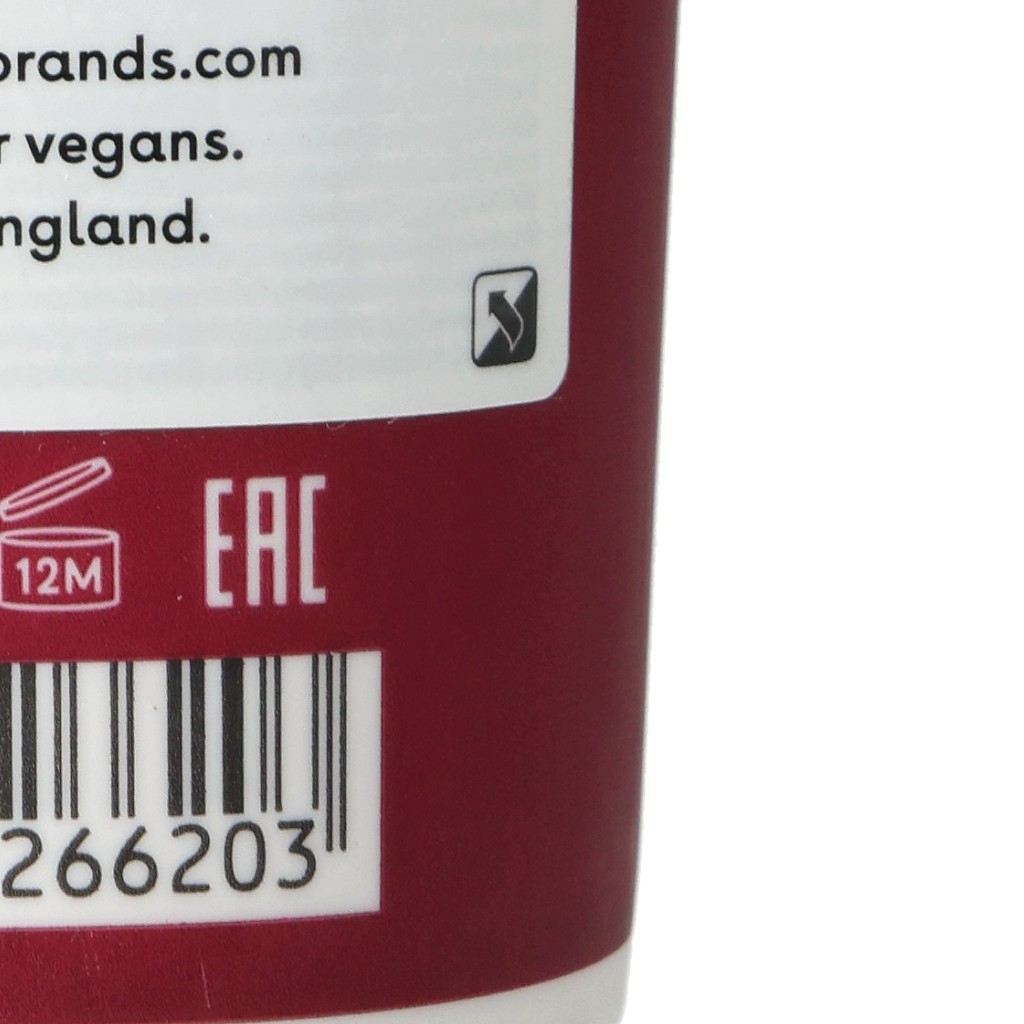 brands.com
r vegans.
ngland.
12M
EAC
266203